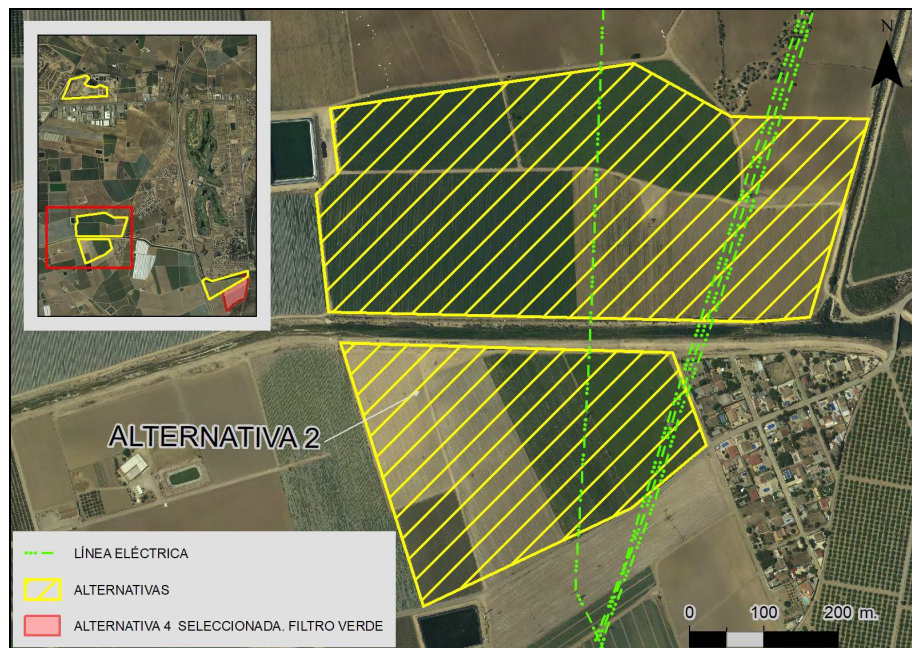 N
ALTERNATIVA 2
LÍNEA ELÉCTRICA
ALTERNATIVAS
ALTERNATIVA 4 SELECCIONADA. FILTRO VERDE
0 100 200 m.